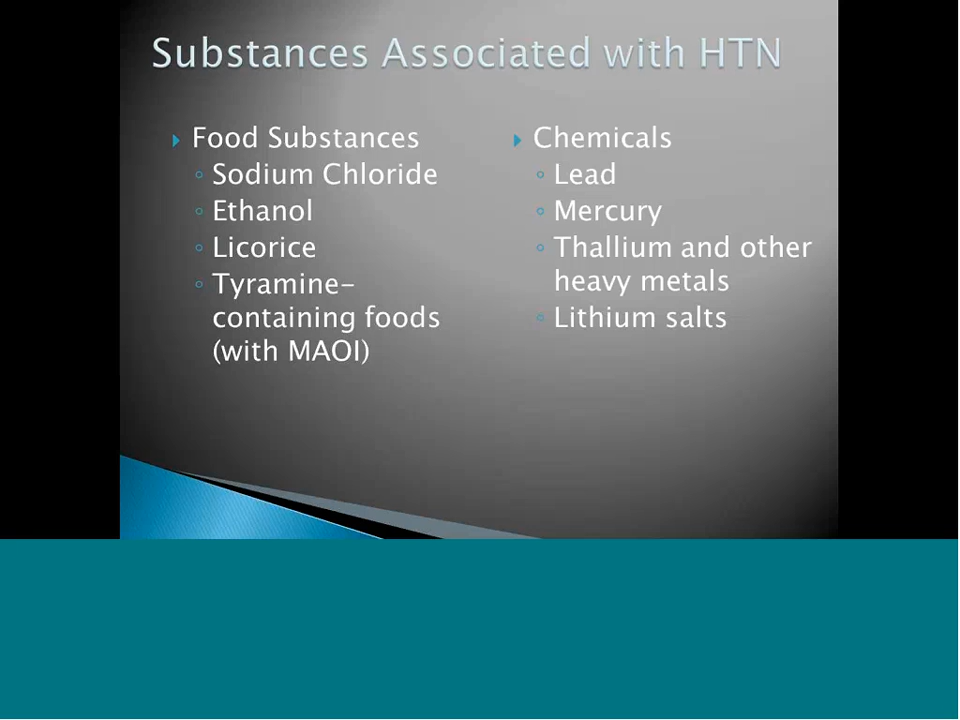 Substances Associated with HTN
Food Substances
Sodium Chloride
Ethanol
Licorice
Tyramine-
containing foods
(with MAOI)
Chemicals
Lead
Mercury
Thallium and other
heavy metals
Lithium salts